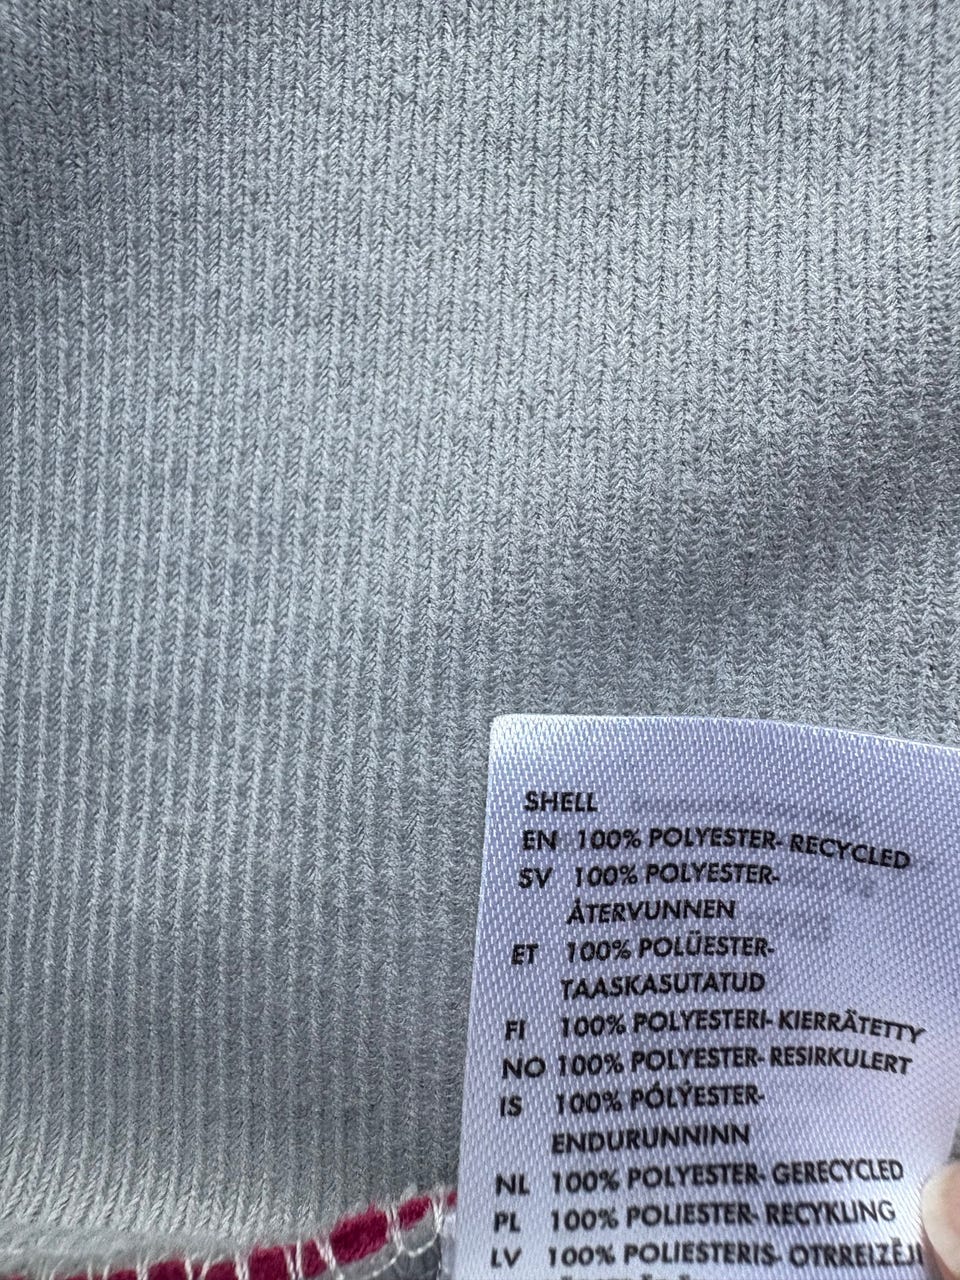 SHELL
EN 100% POLYESTER- RECYCLED
SV 100% POLYESTER-
ÅTERVUNNEN
ET 100% POLÜESTER-
TAASKASUTATUD
FI 100% POLYESTERI- KIERRÄTETTY
NO 100% POLYESTER- RESIRKULERT
IS 100% PÓLÝESTER-
ENDURUNNINN
NL 100% POLYESTER- GERECYCLED
PL 100% POLIESTER- RECYKLING
LV 100% POLIESTERIS- OTRREIZĒJI